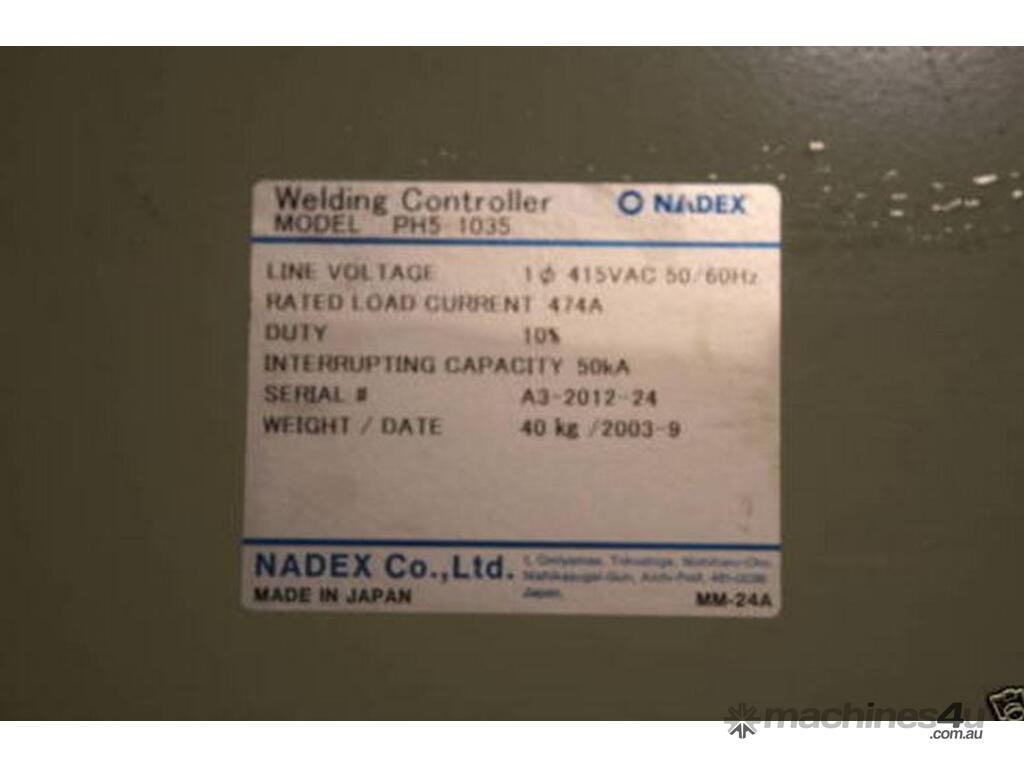 Welding Controller NADEX
MODEL PH5 1035
LINE VOLTAGE 1ϕ 415VAC 50/60Hz
RATED LOAD CURRENT 474A
DUTY 10%
INTERRUPTING CAPACITY 50kA
SERIAL # A3-2012-24
WEIGHT / DATE 40 kg /2003-9
NADEX Co.,Ltd.
Japan.
MADE IN JAPAN MM-24A
machines4u
.com.au